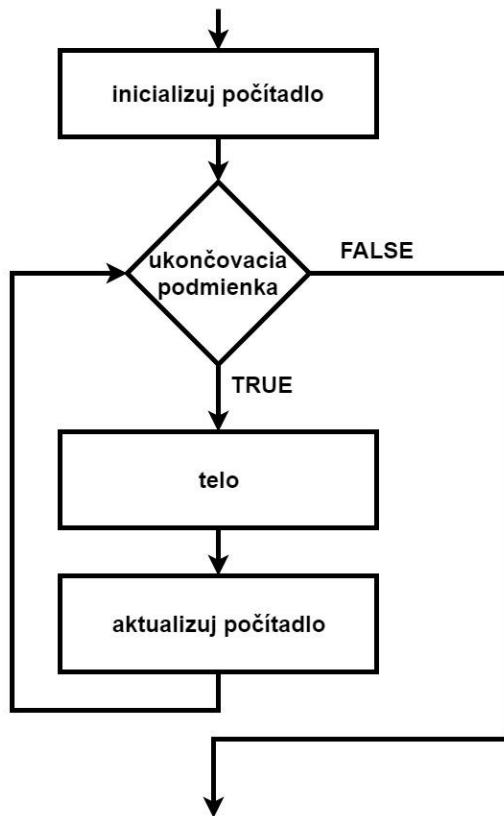 inicializuj počítadlo
ukončovacia
podmienka
FALSE
TRUE
telo
aktualizuj počítadlo